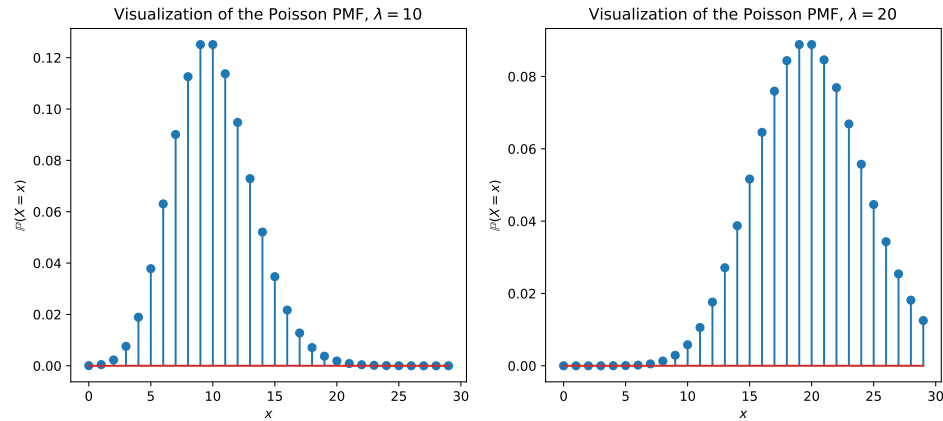 Visualization of the Poisson PMF, λ = 10
0.12
0.10
0.08
0.06
0.04
0.02
0.00
ℙ(X = x)
0 5 10 15 20 25 30
x
Visualization of the Poisson PMF, λ = 20
0.08
0.06
0.04
0.02
0.00
ℙ(X = x)
0 5 10 15 20 25 30
x